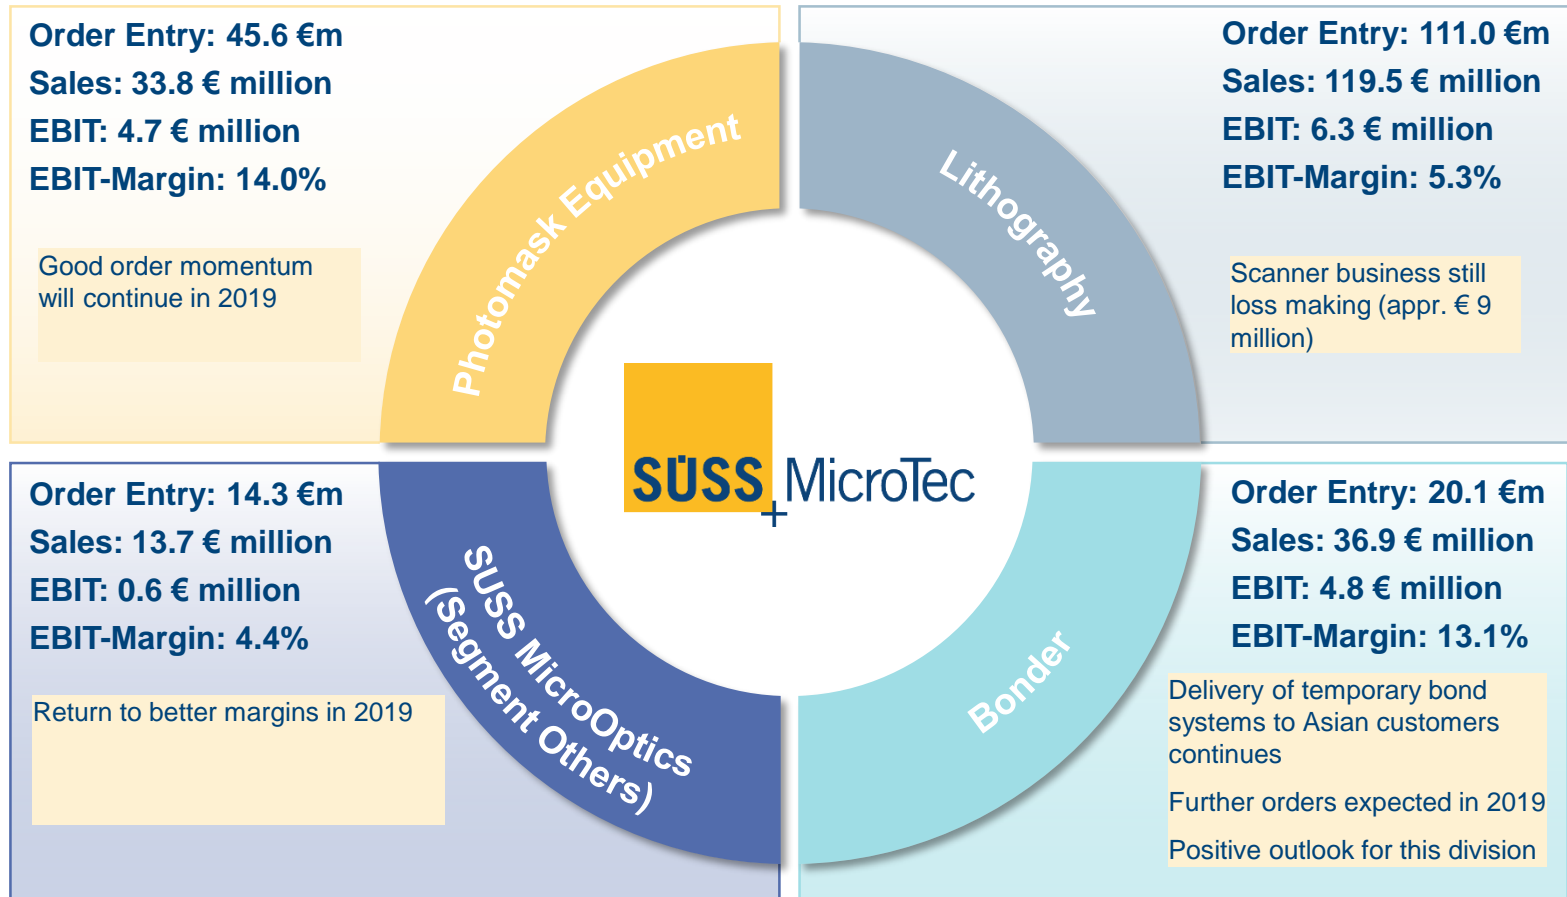 Order Entry: 45.6 €m
Sales: 33.8 € million
EBIT: 4.7 € million
EBIT-Margin: 14.0%
Good order momentum
will continue in 2019
Photomask Equipment
Lithography
Order Entry: 111.0 €m
Sales: 119.5 € million
EBIT: 6.3 € million
EBIT-Margin: 5.3%
Scanner business still
loss making (appr. € 9
million)
SÜSS MicroTec
+
Order Entry: 14.3 €m
Sales: 13.7 € million
EBIT: 0.6 € million
EBIT-Margin: 4.4%
Return to better margins in 2019
SUSS MicroOptics
(Segment Others)
Bonder
Order Entry: 20.1 €m
Sales: 36.9 € million
EBIT: 4.8 € million
EBIT-Margin: 13.1%
Delivery of temporary bond
systems to Asian customers
continues
Further orders expected in 2019
Positive outlook for this division